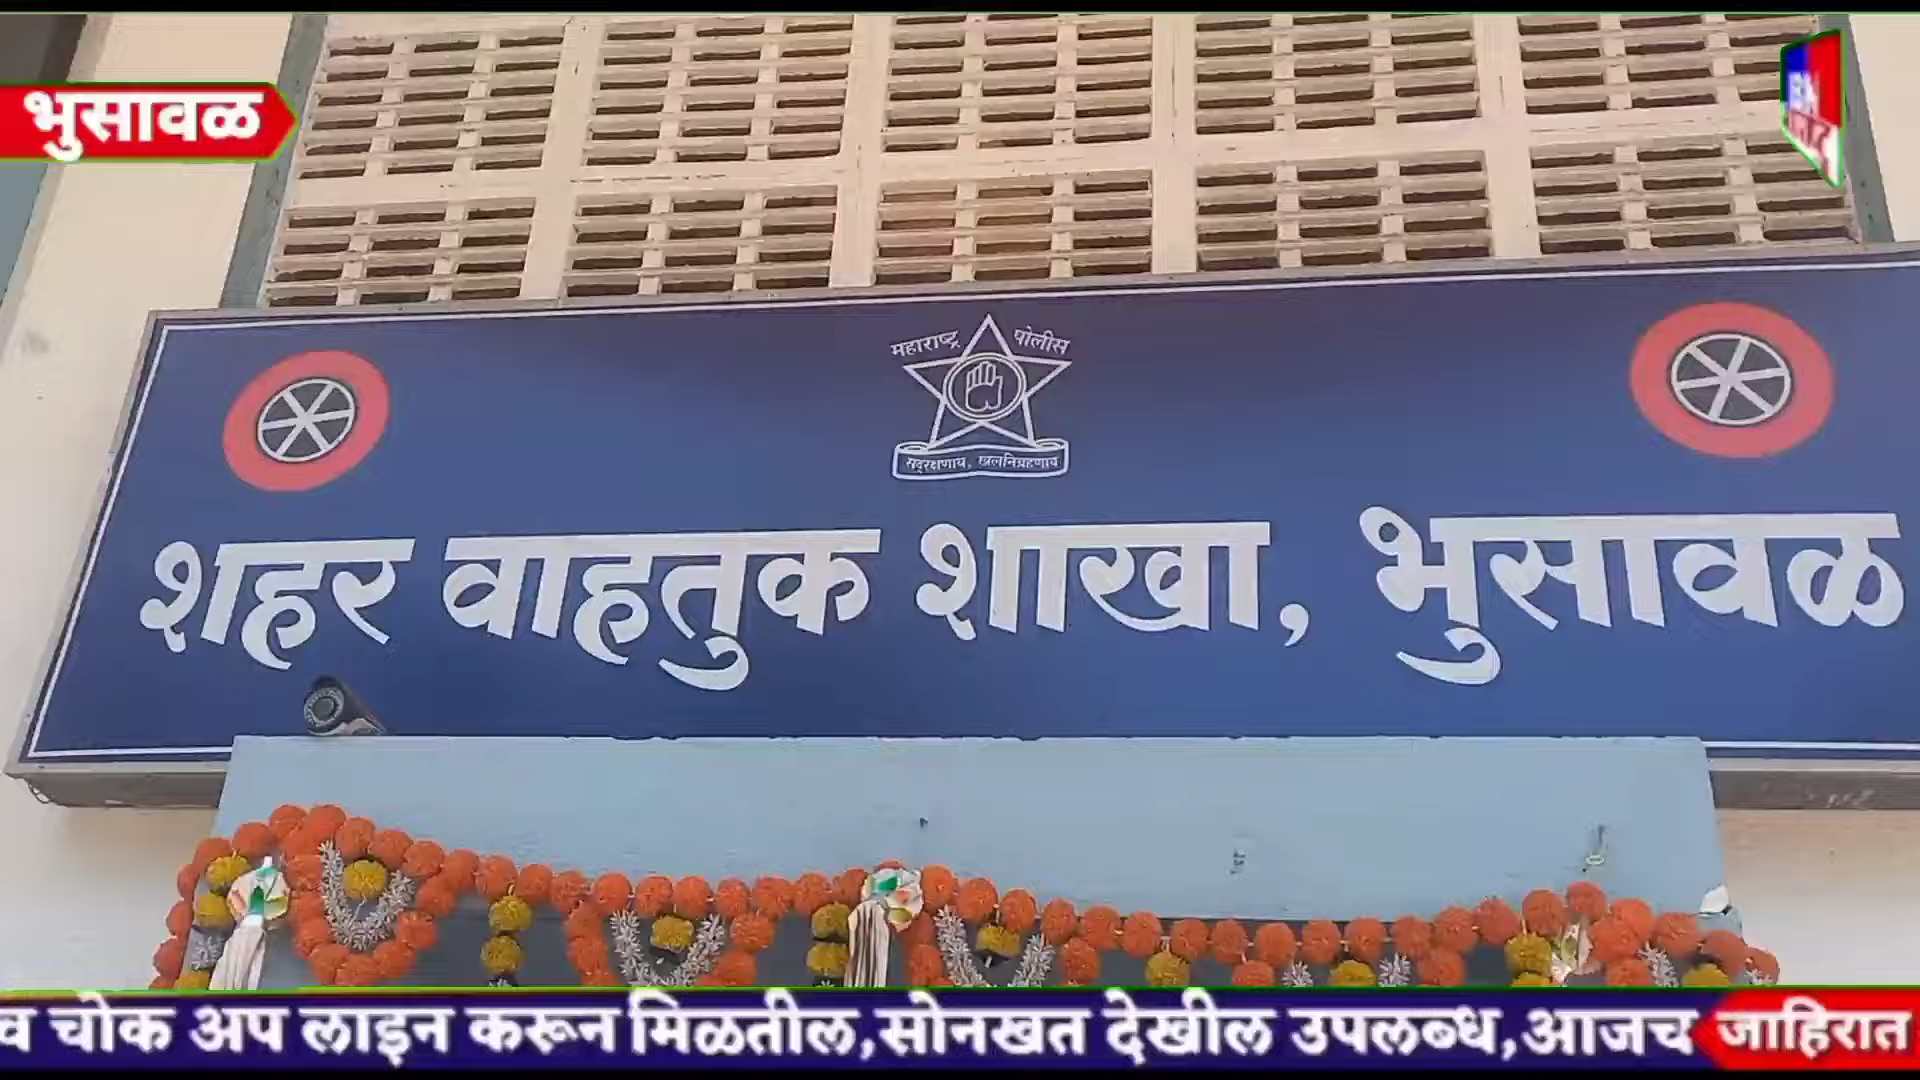 भुसावळ
महाराष्ट्र पोलीस
सद्‌रक्षणाय, खलनिग्रहणाय
शहर वाहतुक शाखा, भुसावळ
व चोक अप लाइन करून मिळतील,सोनखत देखील उपलब्ध,आजच जाहिरात